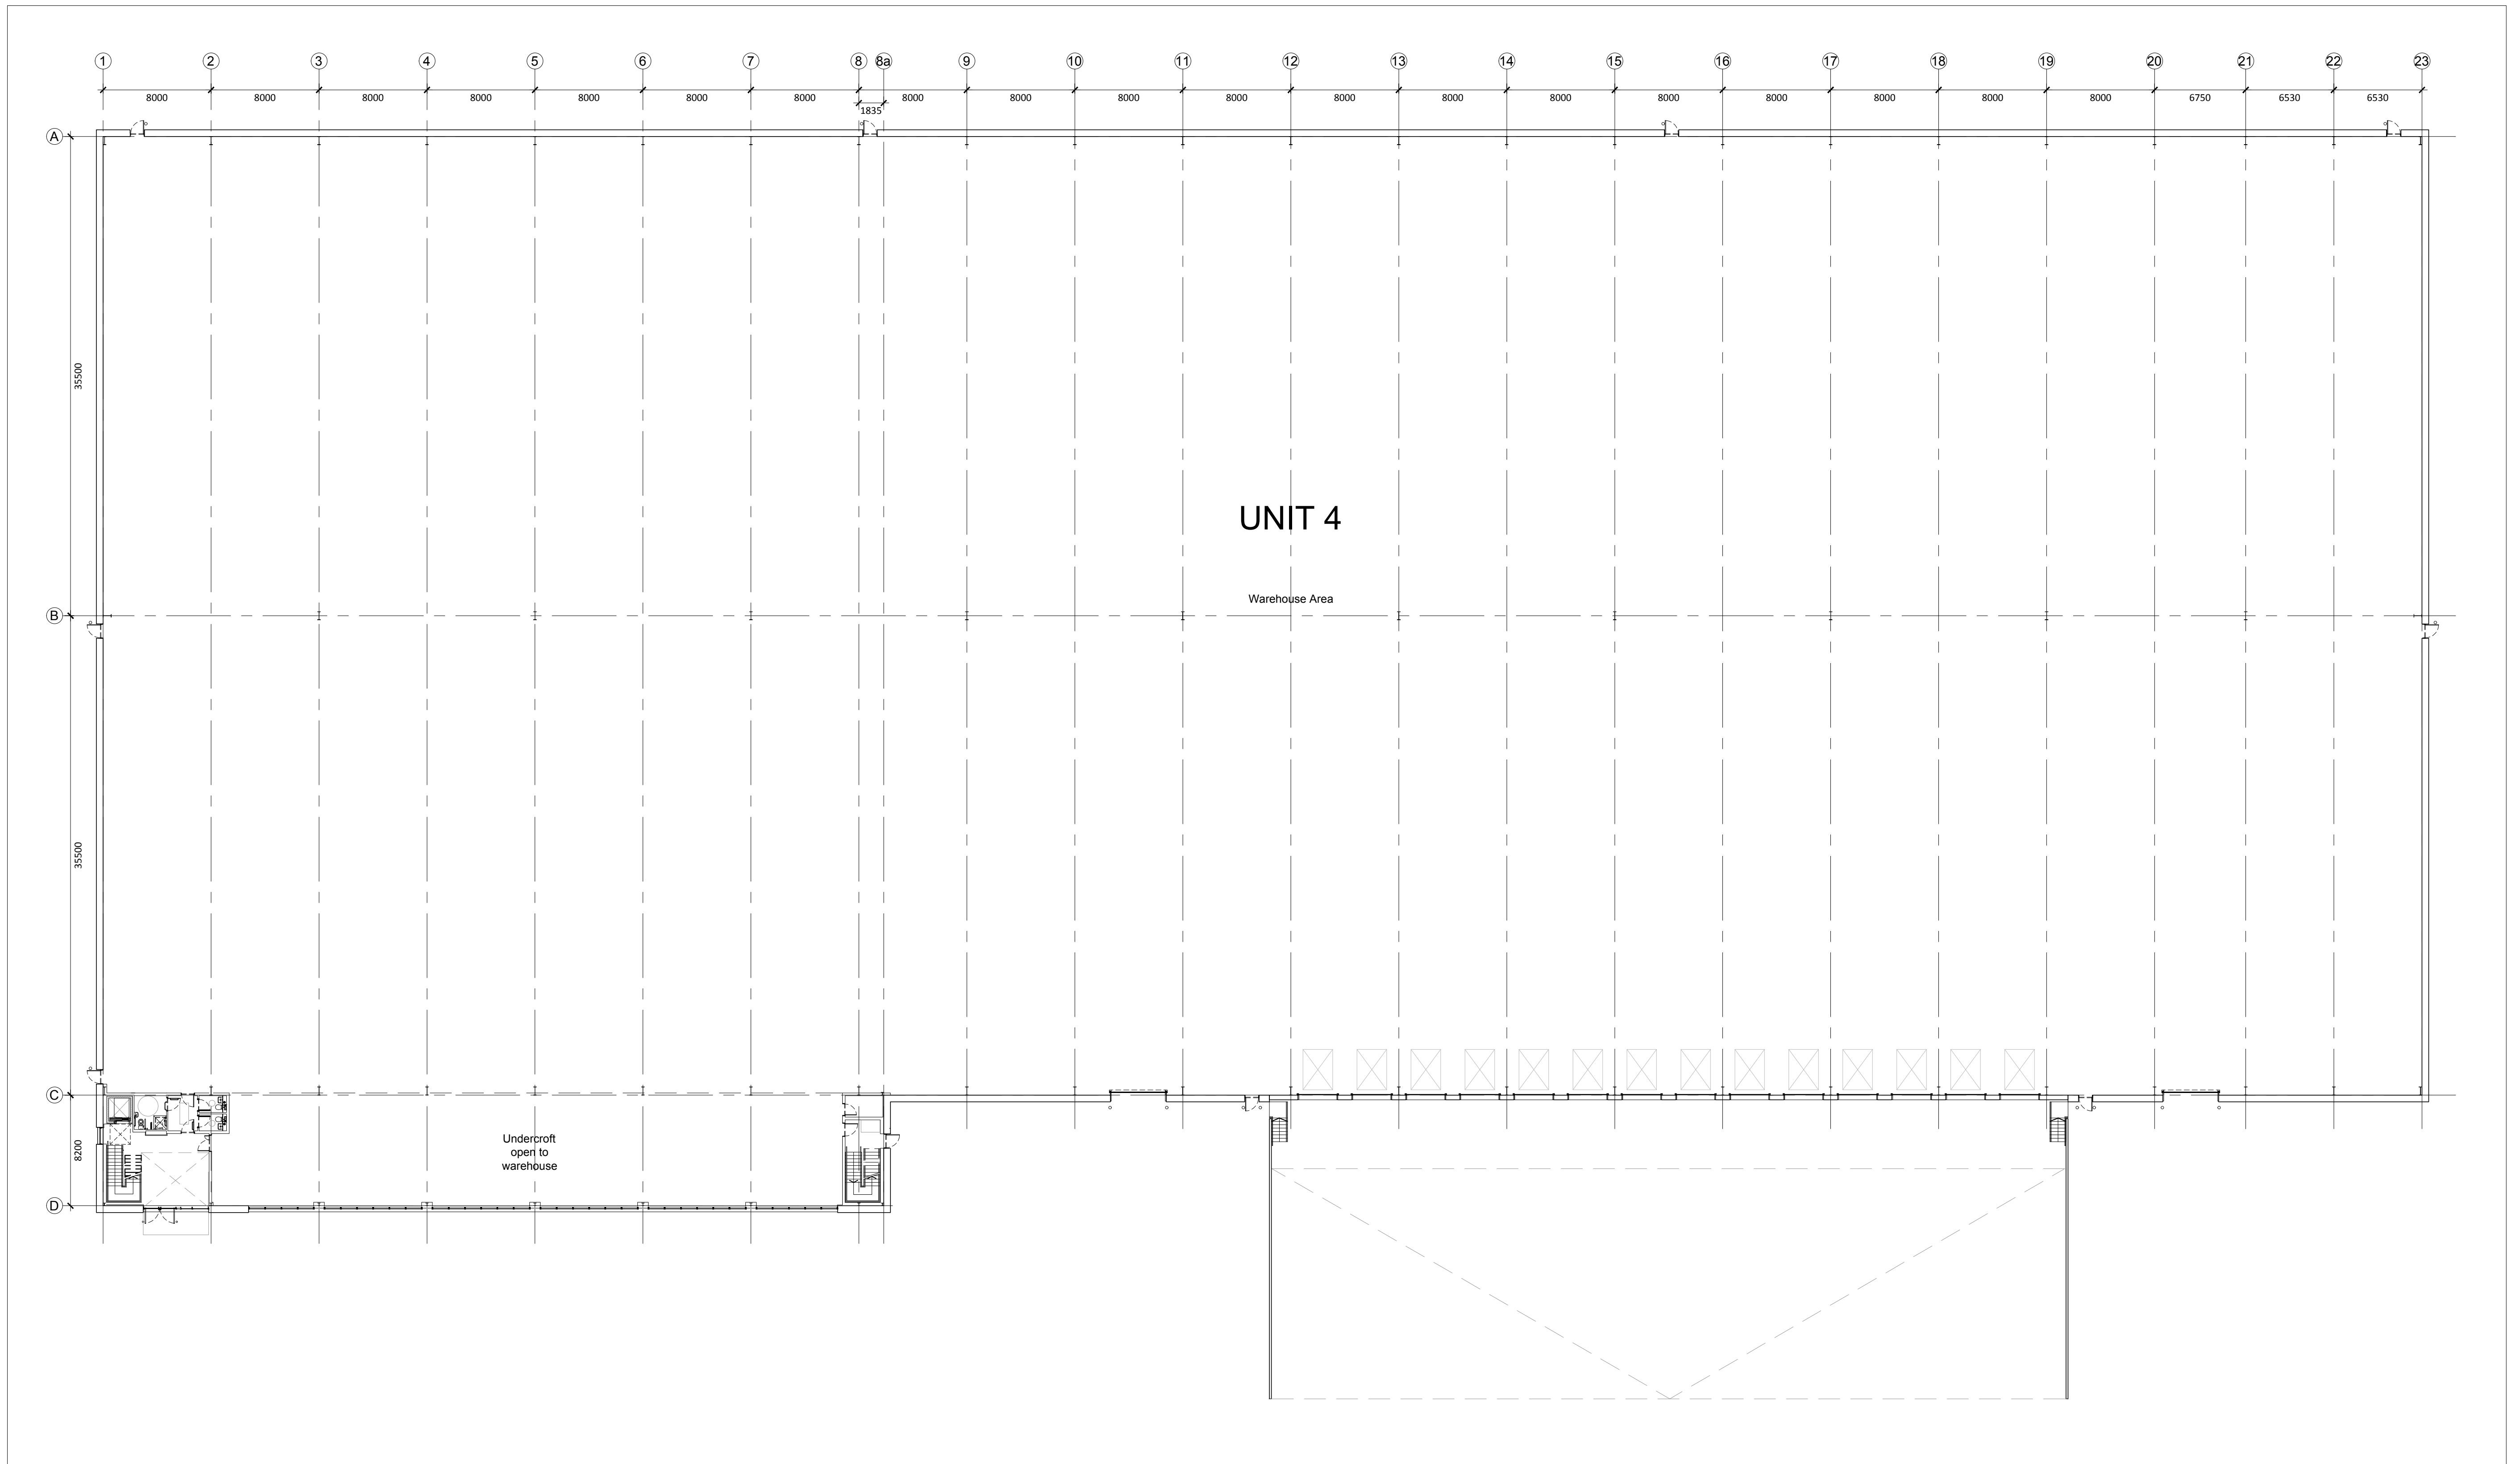 1 2 3 4 5 6 7 8 8a 9 10 11 12 13 14 15 16 17 18 19 20 21 22 23
8000 8000 8000 8000 8000 8000 8000 8000 8000 8000 8000 8000 8000 8000 8000 8000 8000 8000 8000 6750 6530 6530
1835
A
35500
UNIT 4
Warehouse Area
B
35500
C
8200
Undercroft
open to
warehouse
D